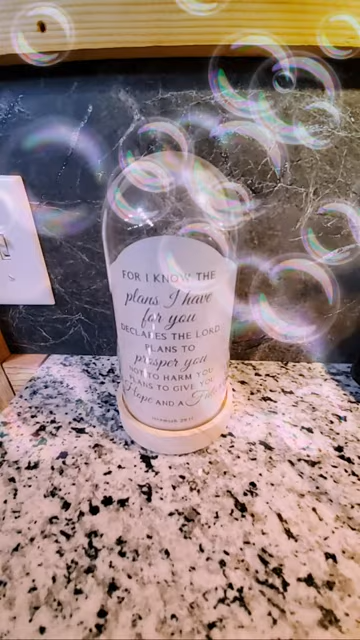 FOR I KNOW THE
plans I have
for you
DECLARES THE LORD
PLANS TO
prosper you
NOT TO HARM YOU
PLANS TO GIVE YOU
Hope AND A